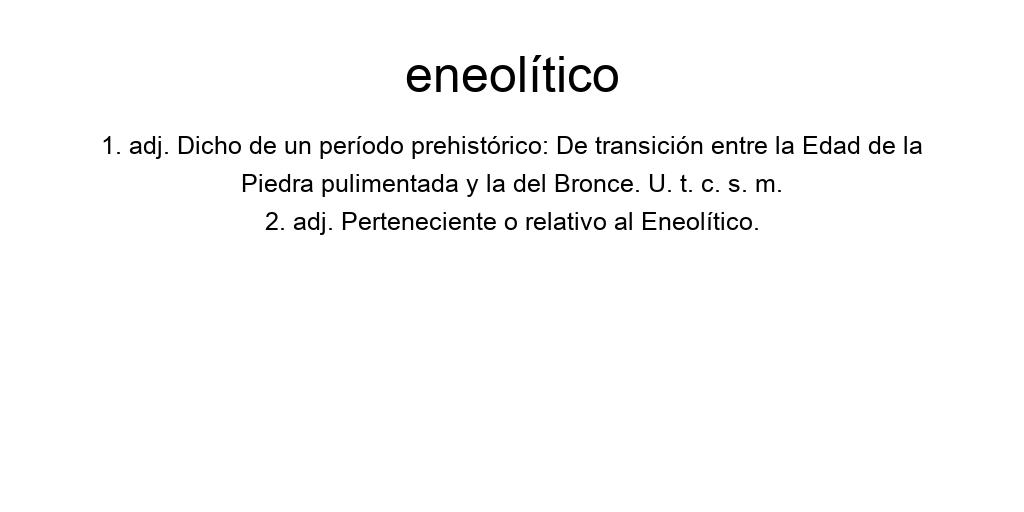 eneolítico
1. adj. Dicho de un período prehistórico: De transición entre la Edad de la
Piedra pulimentada y la del Bronce. U. t. c. s. m.
2. adj. Perteneciente o relativo al Eneolítico.